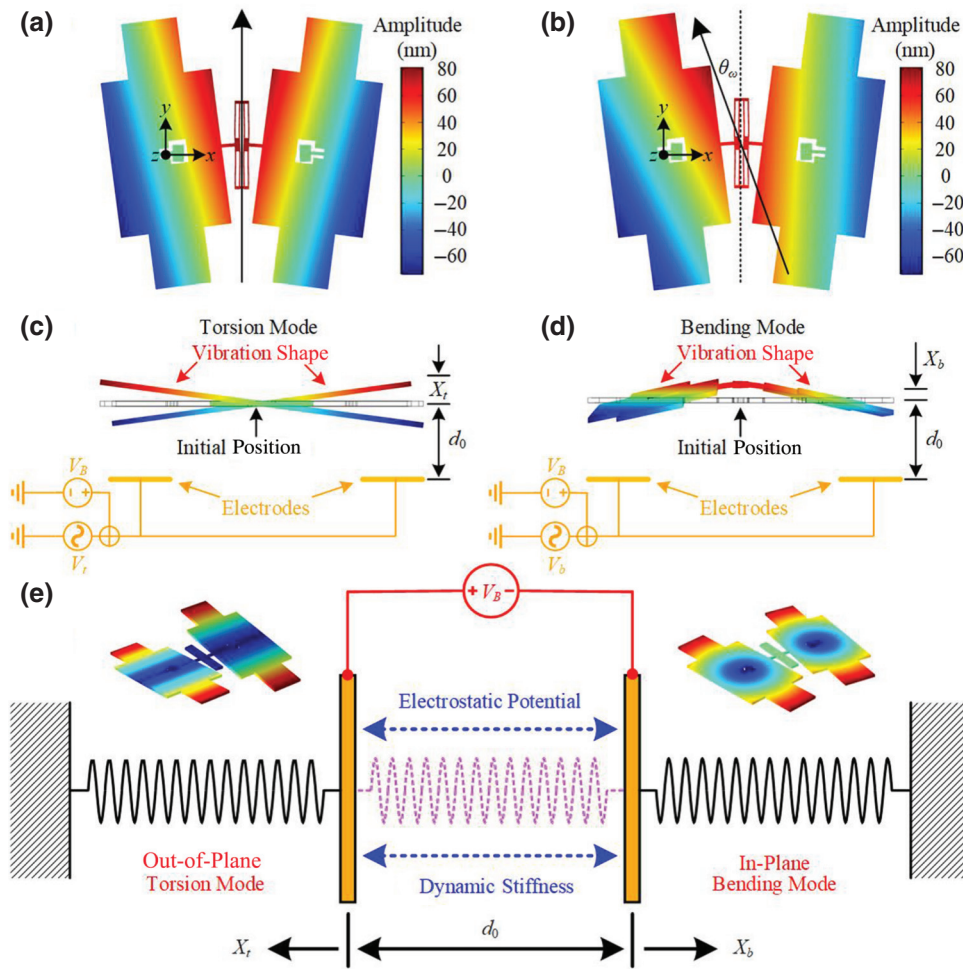 (a)
Amplitude
(nm)
80
60
40
20
0
−20
−40
−60
y
z
x
(b)
Amplitude
(nm)
80
60
40
20
0
−20
−40
−60
θω
y
z
x
(c)
Torsion Mode
Vibration Shape
Xt
d0
Initial Position
VB
Electrodes
Vt
(d)
Bending Mode
Vibration Shape
Xb
d0
Initial Position
VB
Electrodes
Vb
(e)
+ VB −
Electrostatic Potential
Out-of-Plane
Torsion Mode
Dynamic Stiffness
In-Plane
Bending Mode
Xt
d0
Xb